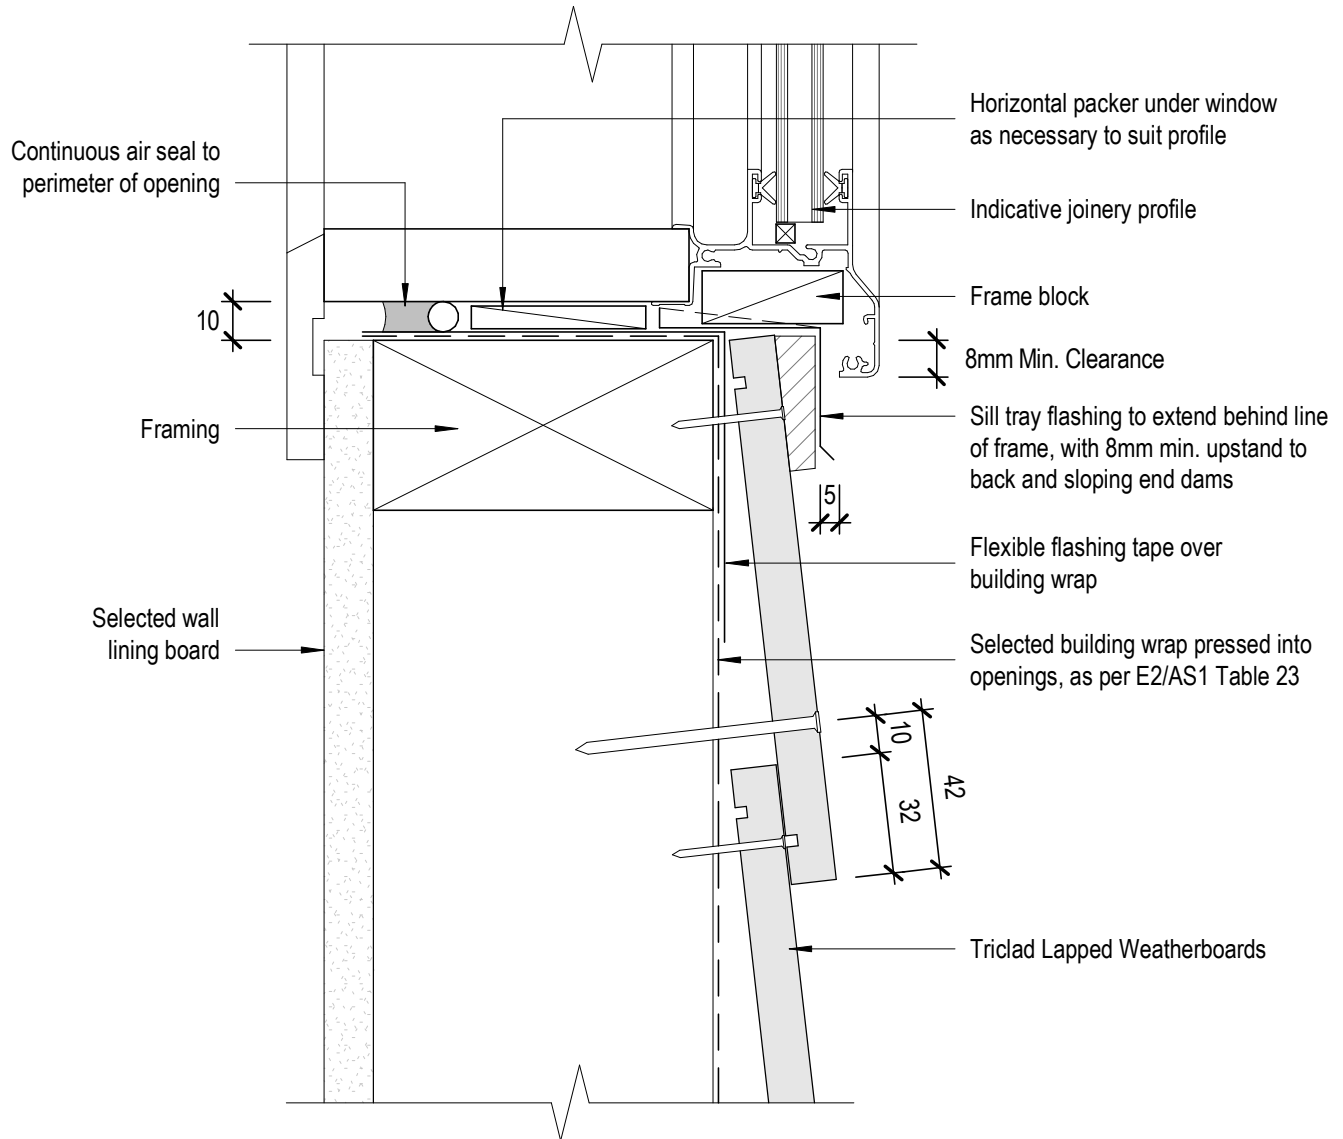 Horizontal packer under window
as necessary to suit profile
Continuous air seal to
perimeter of opening
Indicative joinery profile
Frame block
10
8mm Min. Clearance
Framing
Sill tray flashing to extend behind line
of frame, with 8mm min. upstand to
back and sloping end dams
5
Flexible flashing tape over
building wrap
Selected wall
lining board
Selected building wrap pressed into
openings, as per E2/AS1 Table 23
10
42
32
Triclad Lapped Weatherboards